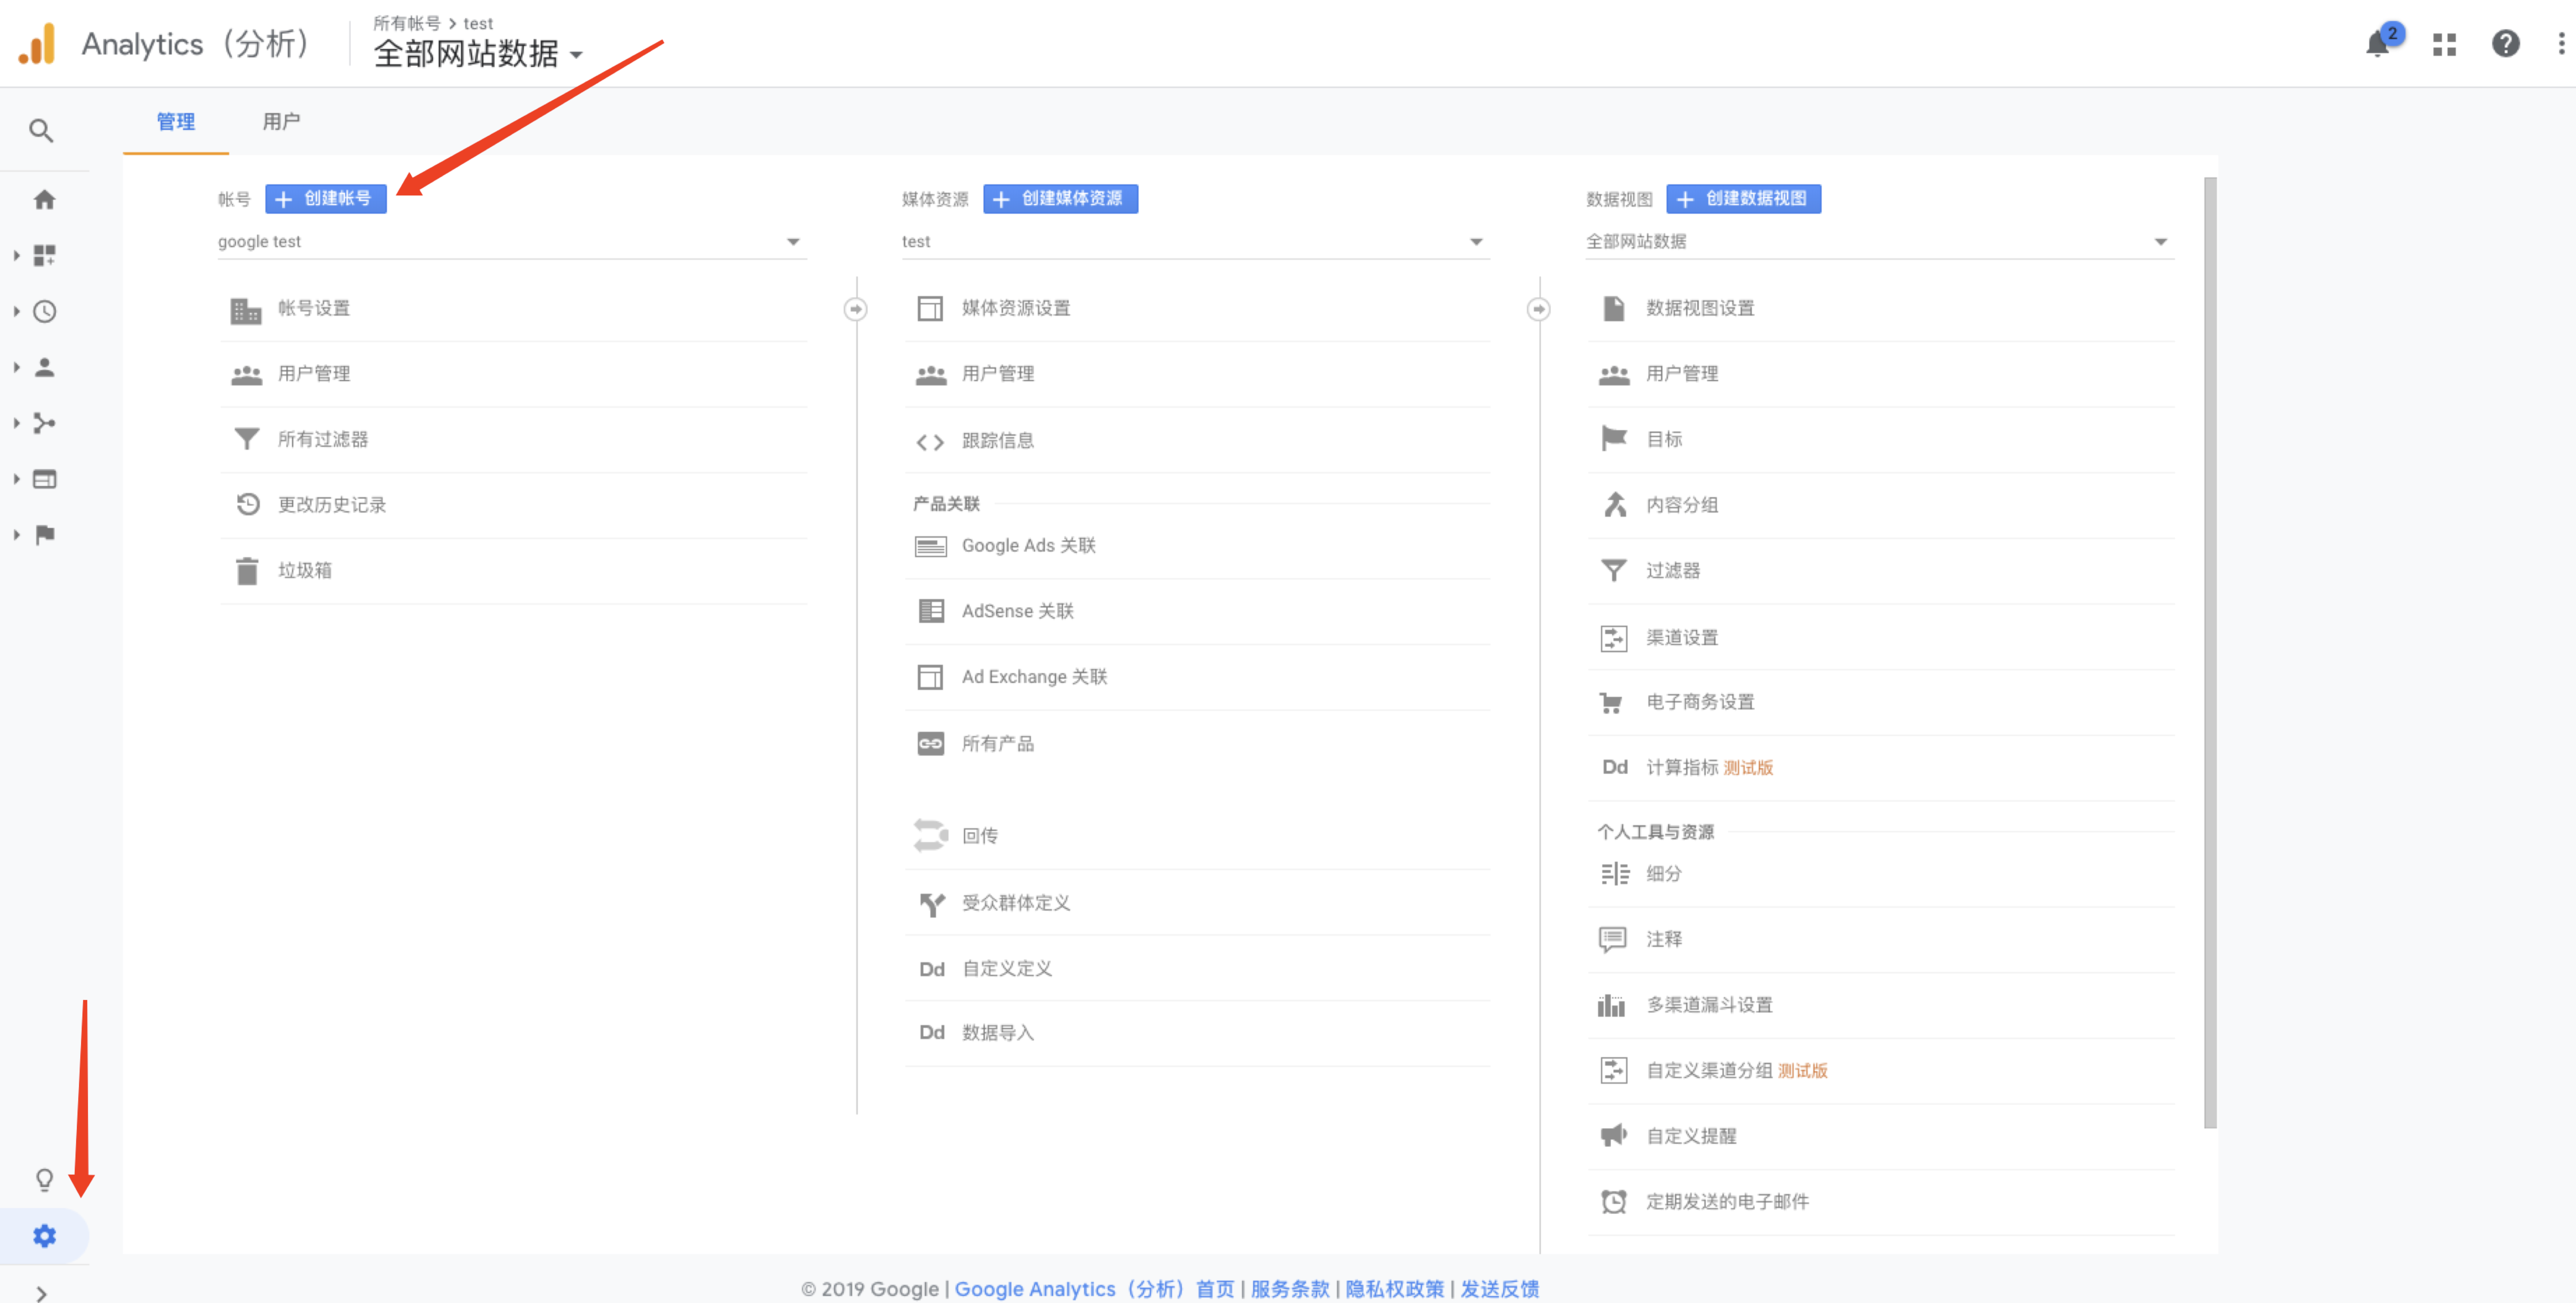 Analytics（分析）
所有帐号 > test
全部网站数据
2
管理
用户
帐号
创建帐号
google test
帐号设置
用户管理
所有过滤器
更改历史记录
垃圾箱
媒体资源
创建媒体资源
test
媒体资源设置
用户管理
跟踪信息
产品关联
Google Ads 关联
AdSense 关联
Ad Exchange 关联
所有产品
回传
受众群体定义
Dd 自定义定义
Dd 数据导入
数据视图
创建数据视图
全部网站数据
数据视图设置
用户管理
目标
内容分组
过滤器
渠道设置
电子商务设置
Dd 计算指标 测试版
个人工具与资源
细分
注释
多渠道漏斗设置
自定义渠道分组 测试版
自定义提醒
定期发送的电子邮件
© 2019 Google | Google Analytics（分析）首页 | 服务条款 | 隐私权政策 | 发送反馈